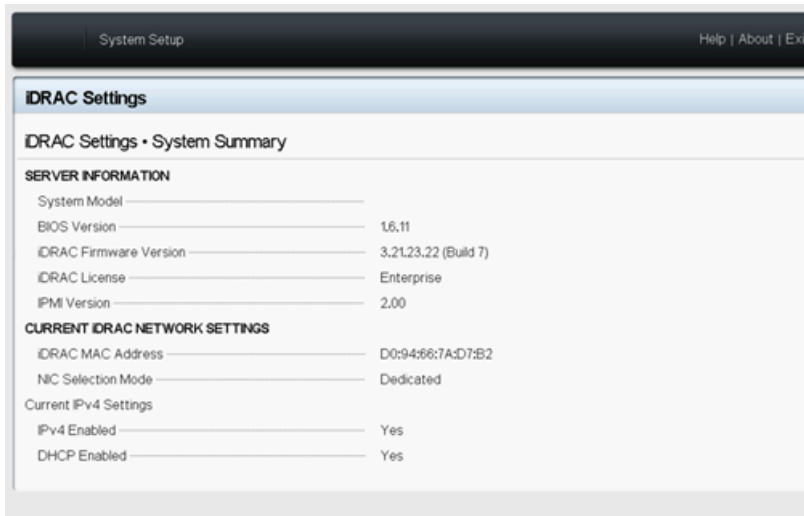 System Setup
Help | About | Exi
iDRAC Settings
iDRAC Settings • System Summary
SERVER INFORMATION
System Model
BIOS Version 1.6.11
iDRAC Firmware Version 3.21.23.22 (Build 7)
iDRAC License Enterprise
IPMI Version 2.00
CURRENT iDRAC NETWORK SETTINGS
iDRAC MAC Address D0:94:66:7A:D7:B2
NIC Selection Mode Dedicated
Current IPv4 Settings
IPv4 Enabled Yes
DHCP Enabled Yes